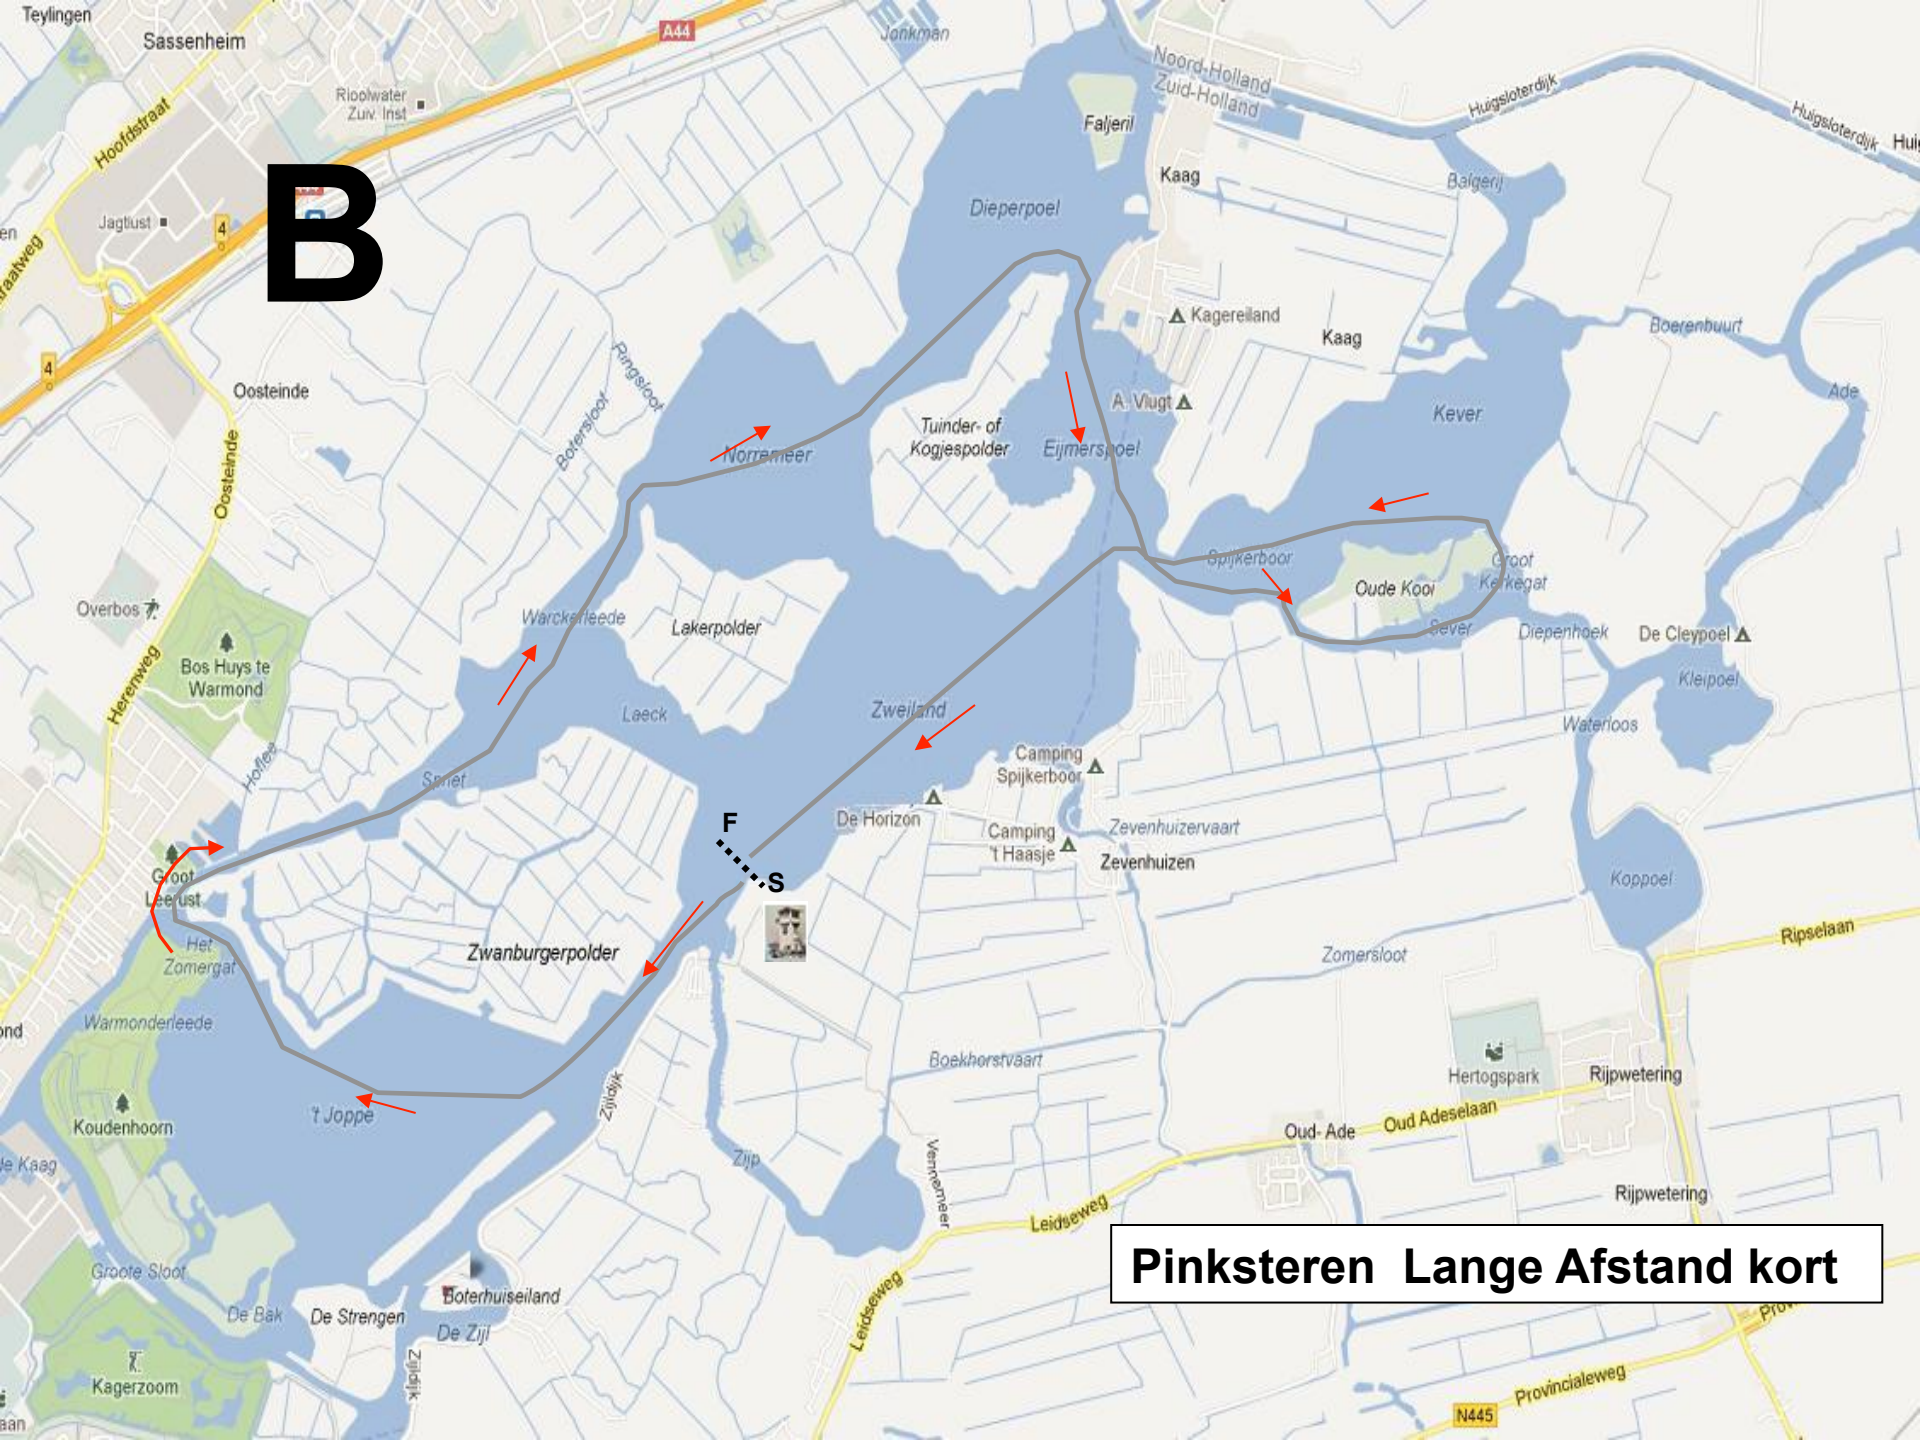 Teylingen
Sassenheim
A44
Jonkman
Noord-Holland
Zuid-Holland
Huigsloterdijk
Huigsloterdijk
Rioolwater
Zuiv. Inst
Hoofdstraat
Faljeril
Kaag
Balgerij
B
Jagtlust
4
Dieperpoel
4
Oosteinde
Ringsloot
Botersloot
Kagereiland
Kaag
Boerenbuurt
Ade
A. Vlugt
Kever
Tuinder- of
Kogjespolder
Eijmerspoel
Norremeer
Oosteinde
Spijkerboor
Groot
Kerkegat
Oude Kooi
Overbos
Warckerleede
Lakerpolder
Sever
Diepenhoek
De Cleypoel
Bos Huys te
Warmond
Herenweg
Kleipoel
Laeck
Zweiland
Waterloos
Hoflee
Spriet
Camping
Spijkerboor
De Horizon
F
Camping
't Haasje
Zevenhuizervaart
Zevenhuizen
S
Groot
Leerust
Koppoel
Het
Zomergat
Zwanburgerpolder
Zomersloot
Ripselaan
Warmonderleede
Boekhorstvaart
Hertogspark
Rijpwetering
Zijldijk
't Joppe
Koudenhoorn
Oud- Ade
Oud Adeselaan
Zijp
Vennemeer
Rijpwetering
Leidseweg
Pinksteren  Lange Afstand kort
Groote Sloot
De Bak
De Strengen
Boterhuiseiland
De Zijl
Leidseweg
Zijldijk
Kagerzoom
Provincialeweg
N445